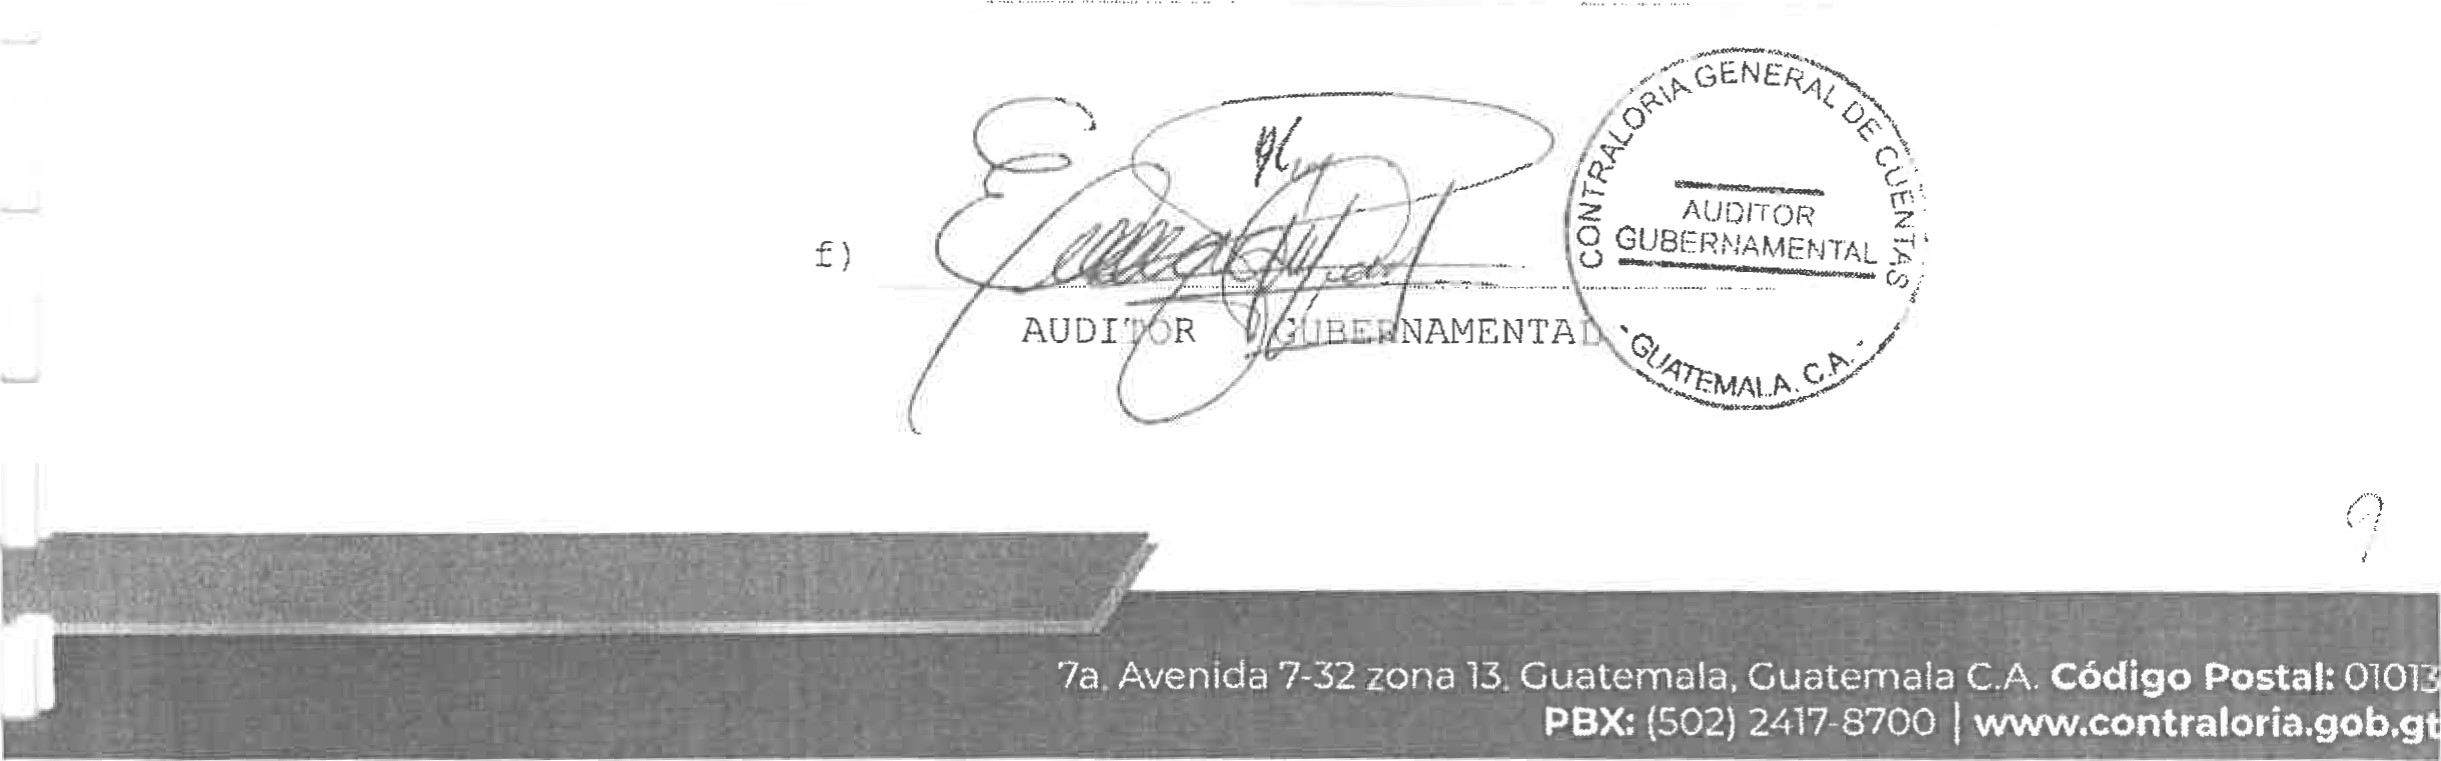 f)
AUDITOR GUBERNAMENTAL
CONTRALORIA GENERAL DE CUENTAS
AUDITOR
GUBERNAMENTAL
- GUATEMALA. C.A. -
7a. Avenida 7-32 zona 13, Guatemala, Guatemala C.A. Código Postal: 01013
PBX: (502) 2417-8700 | www.contraloria.gob.gt